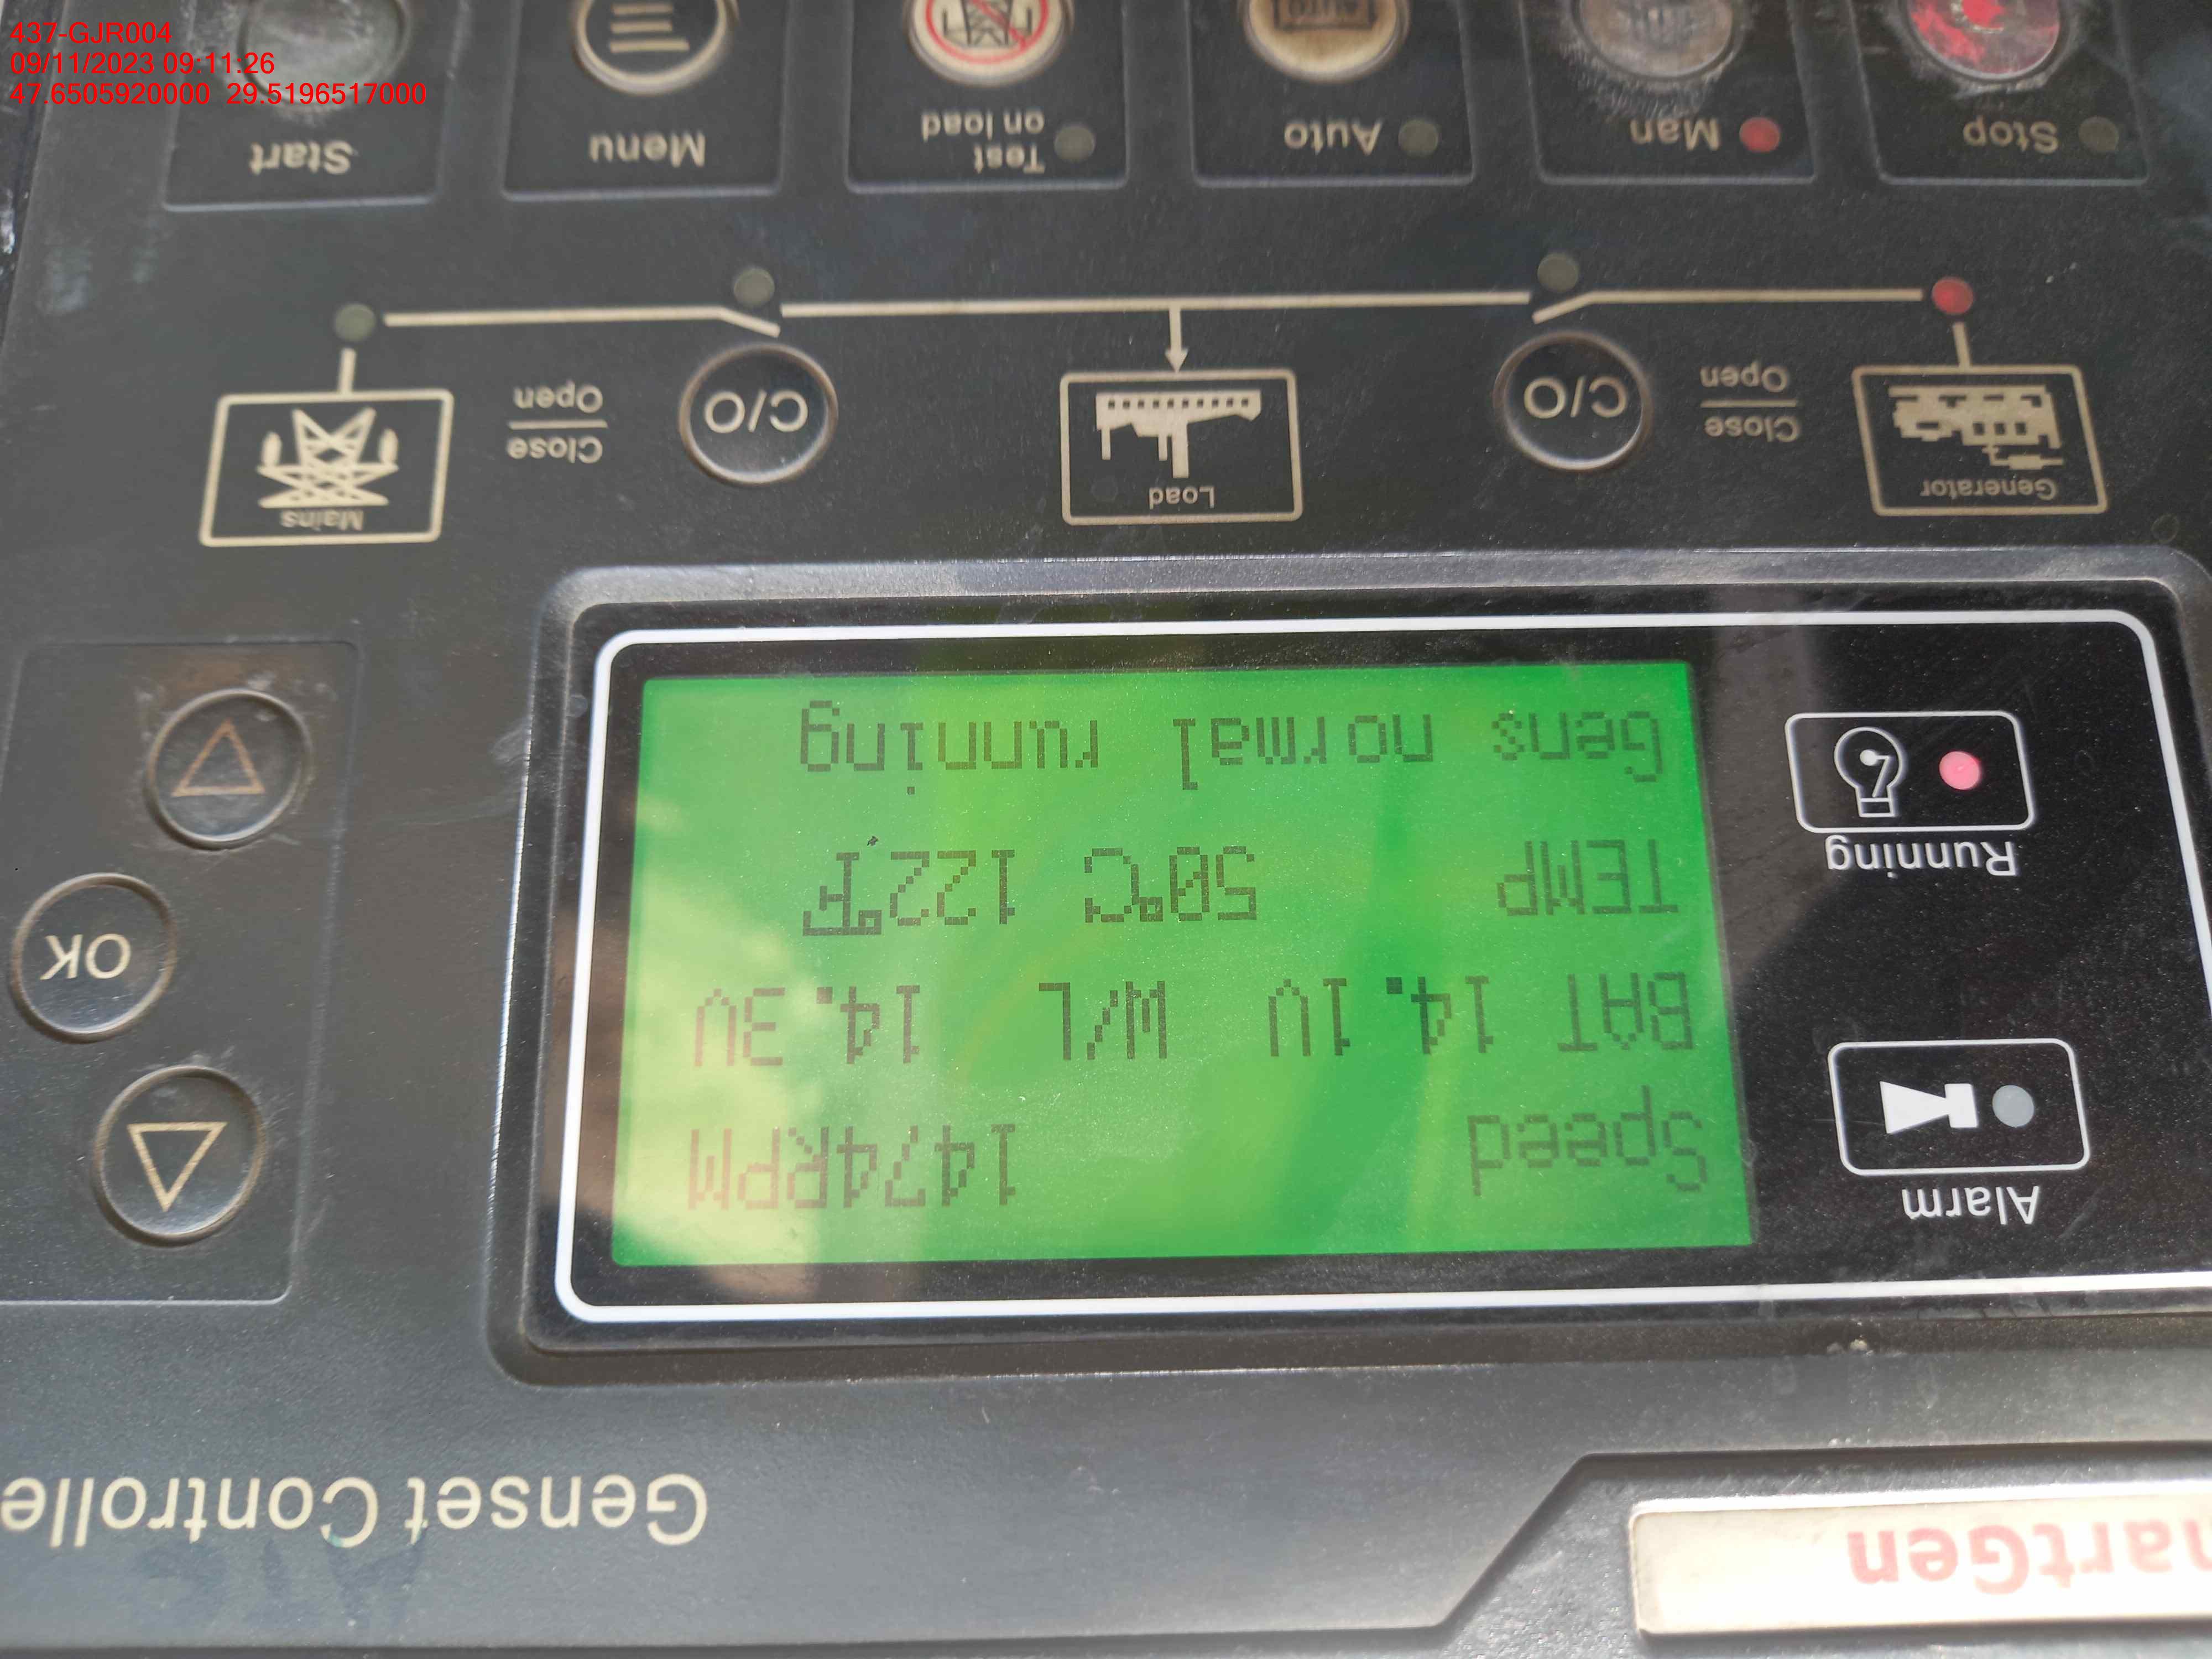 437-GJR004
09/11/2023 09:11:26
47.6505920000 29.5196517000
artGen
Genset Controlle
Alarm
Running
Speed 1474RPM
BAT 14.1V W/L 14.3V
TEMP 50℃ 122℉
Gens normal running
OK
Generator
Close
Open
C/O
Load
C/O
Close
Open
Mains
Stop
Man
Auto
Test
on load
Menu
Start